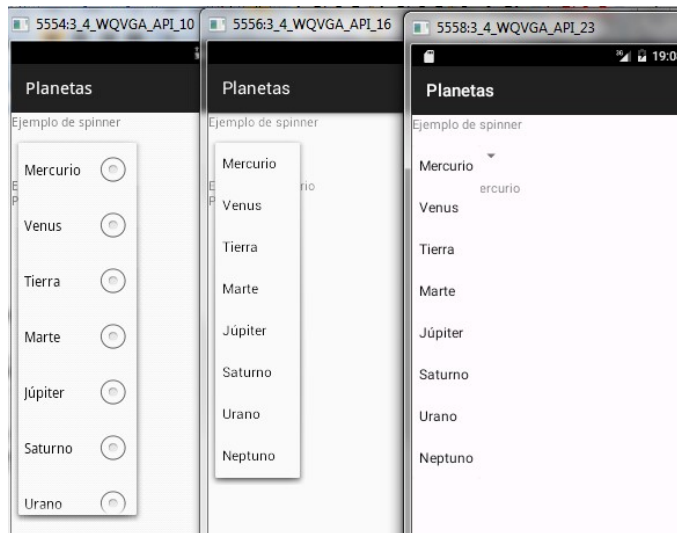 5554:3_4_WQVGA_API_10
Planetas
Ejemplo de spinner
Mercurio
E
P
Venus
Tierra
Marte
Júpiter
Saturno
Urano
5556:3_4_WQVGA_API_16
Planetas
Ejemplo de spinner
Mercurio
E rio
P Venus
Tierra
Marte
Júpiter
Saturno
Urano
Neptuno
5558:3_4_WQVGA_API_23
19:0
Planetas
Ejemplo de spinner
Mercurio
ercurio
Venus
Tierra
Marte
Júpiter
Saturno
Urano
Neptuno